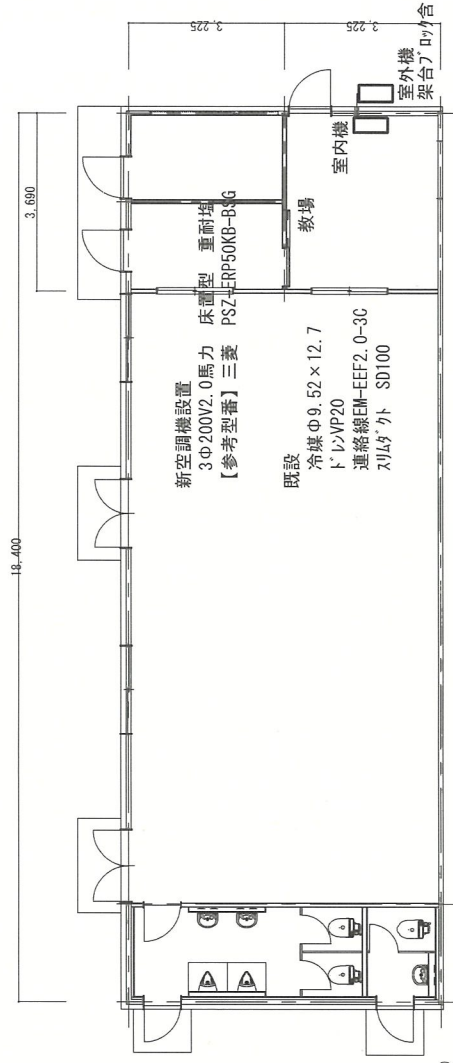 18,400
3,690
3,225
3,225
新空調機設置
3Φ200V2.0馬力　床置型　重耐塩
【参考型番】三菱　PSZ-ERP50KB-BSG
教場
室内機
室外機
架台ブロック含
既設
冷媒Φ9.52×12.7
ドレンVP20
連絡線EM-EEF2.0-3C
スリムダクト　SD100